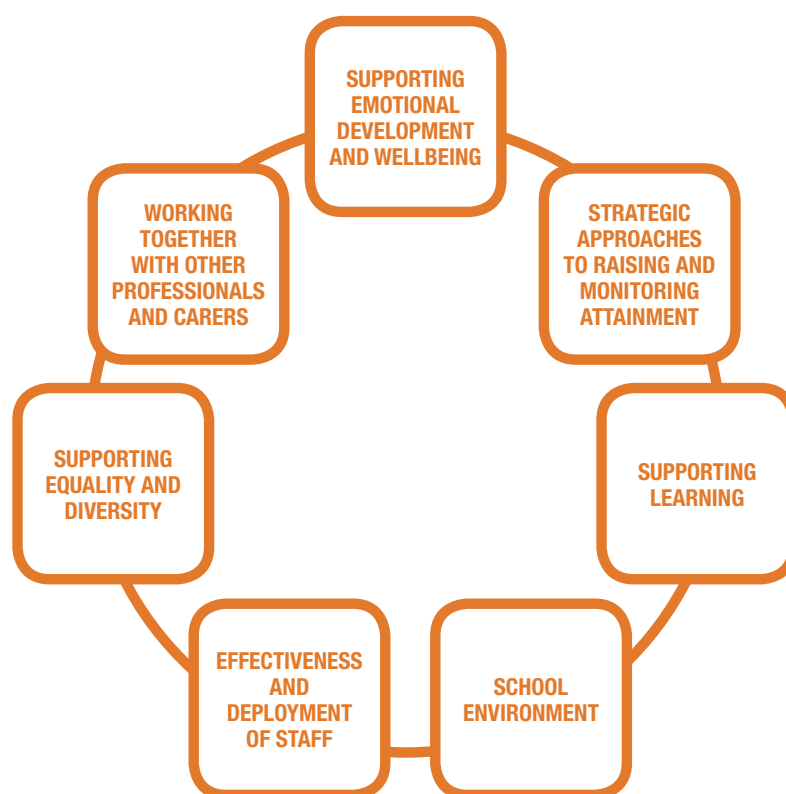 SUPPORTING
EMOTIONAL
DEVELOPMENT
AND WELLBEING
STRATEGIC
APPROACHES
TO RAISING AND
MONITORING
ATTAINMENT
SUPPORTING
LEARNING
SCHOOL
ENVIRONMENT
EFFECTIVENESS
AND
DEPLOYMENT
OF STAFF
SUPPORTING
EQUALITY AND
DIVERSITY
WORKING
TOGETHER
WITH OTHER
PROFESSIONALS
AND CARERS